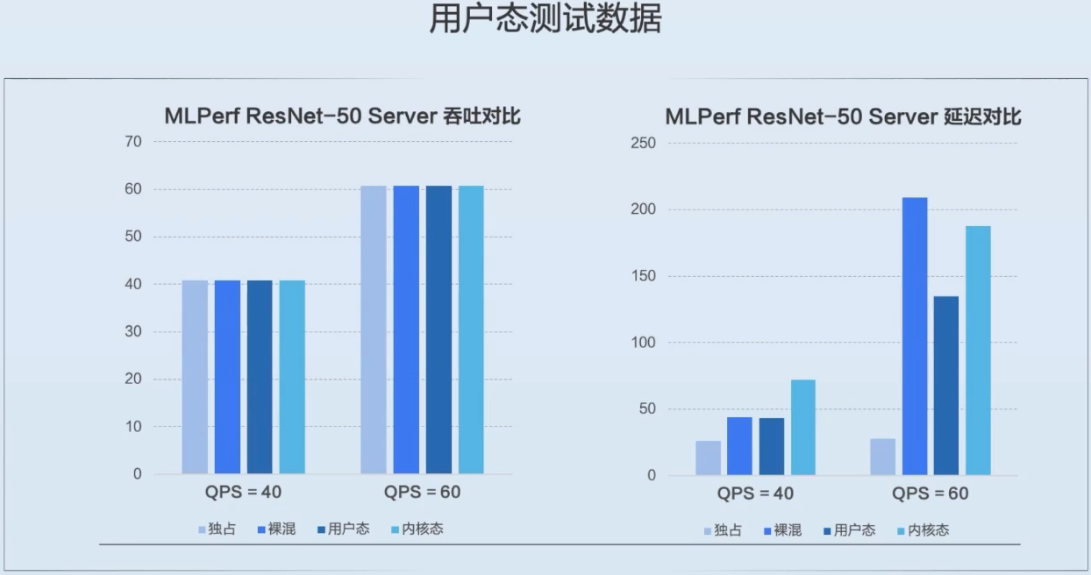 用户态测试数据
MLPerf ResNet-50 Server 吞吐对比
70
60
50
40
30
20
10
0
QPS = 40
QPS = 60
独占
裸混
用户态
内核态
MLPerf ResNet-50 Server 延迟对比
250
200
150
100
50
0
QPS = 40
QPS = 60
独占
裸混
用户态
内核态